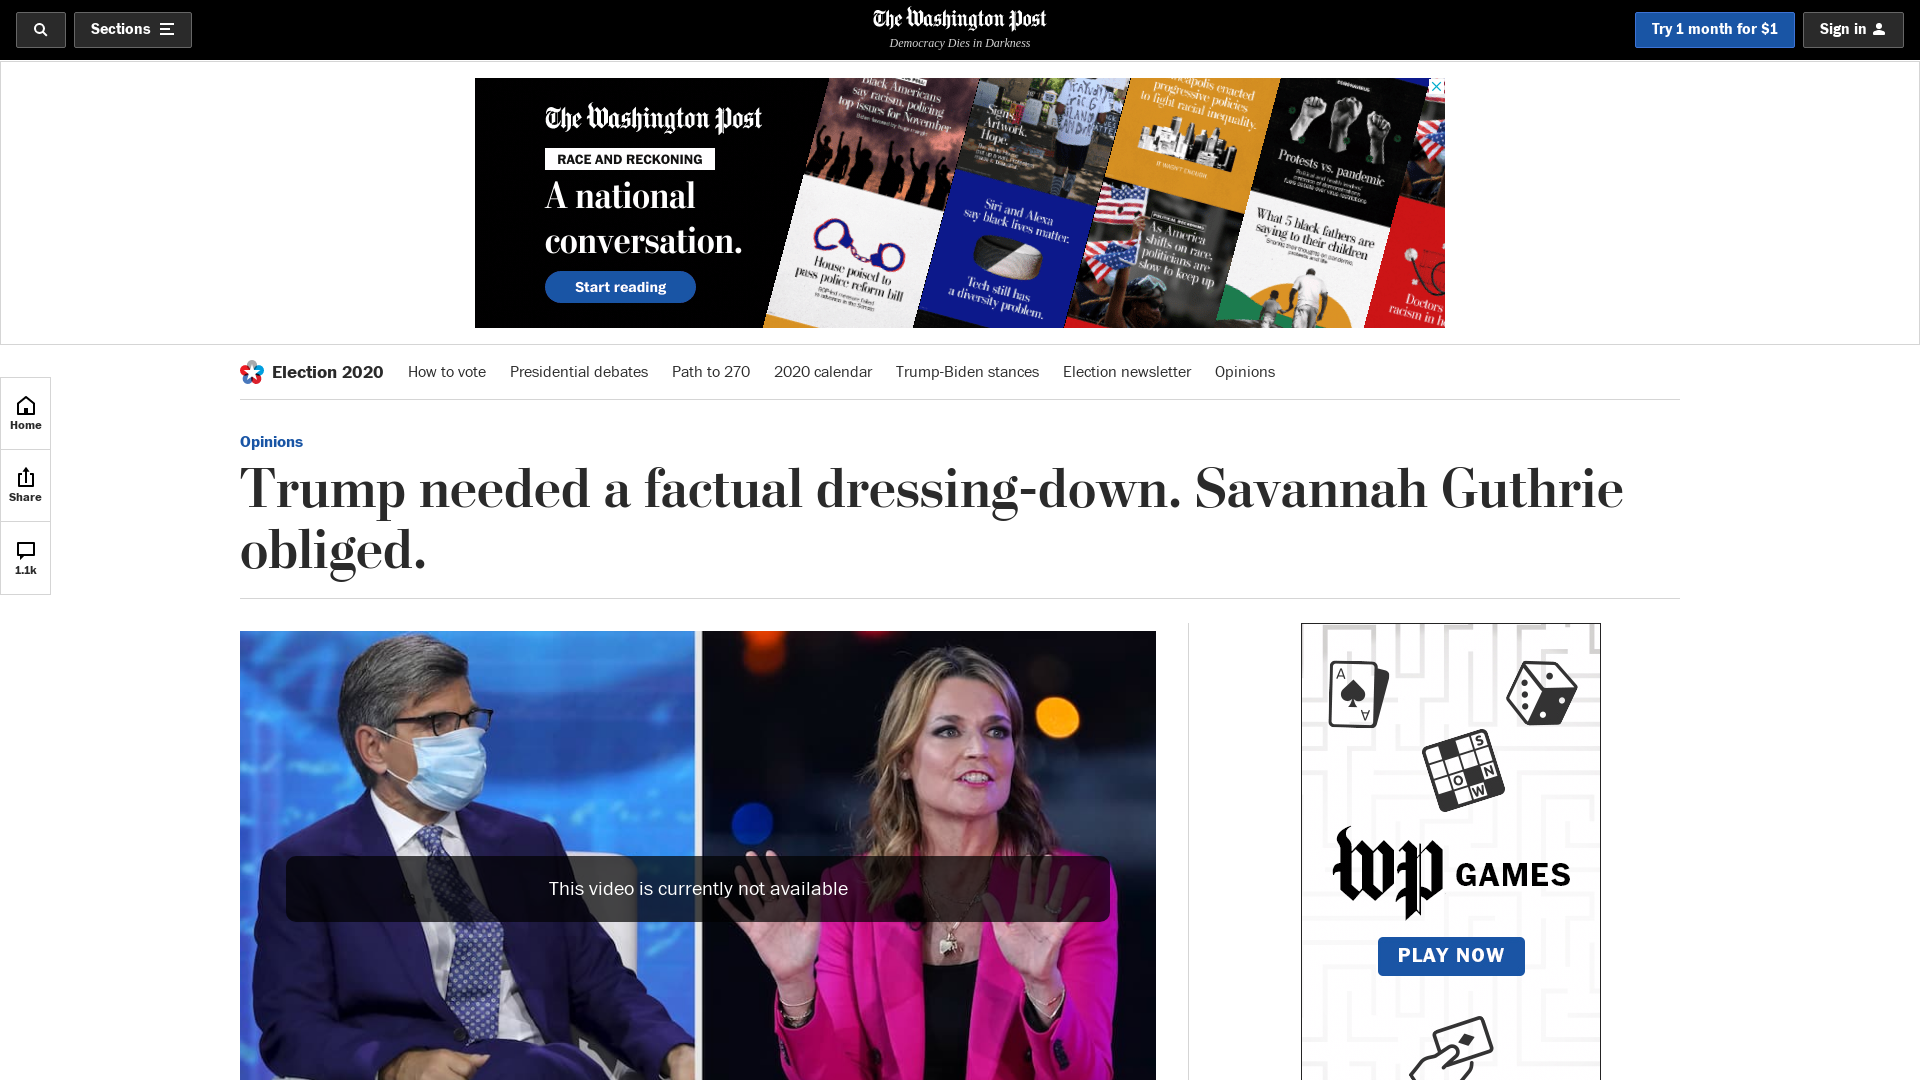 Sections
The Washington Post
Democracy Dies in Darkness
Try 1 month for $1
Sign in
The Washington Post
RACE AND RECKONING
A national
conversation.
Start reading
Black Americans
say racism, policing
top issues for November
Signs.
Artwork.
Hope.
enacted
progressive policies
to fight racial inequality.
IT WASN'T ENOUGH.
CORONAVIRUS
Protests vs. pandemic
House poised to
pass police reform bill
Siri and Alexa
say black lives matter.
Tech still has
a diversity problem.
As America
shifts on race,
politicians are
slow to keep up
What 5 black fathers are
saying to their children
Doctors
racism in
Election 2020
How to vote
Presidential debates
Path to 270
2020 calendar
Trump-Biden stances
Election newsletter
Opinions
Home
Share
1.1k
Opinions
Trump needed a factual dressing-down. Savannah Guthrie
obliged.
This video is currently not available
A
A
S
O
N
W
wp GAMES
PLAY NOW